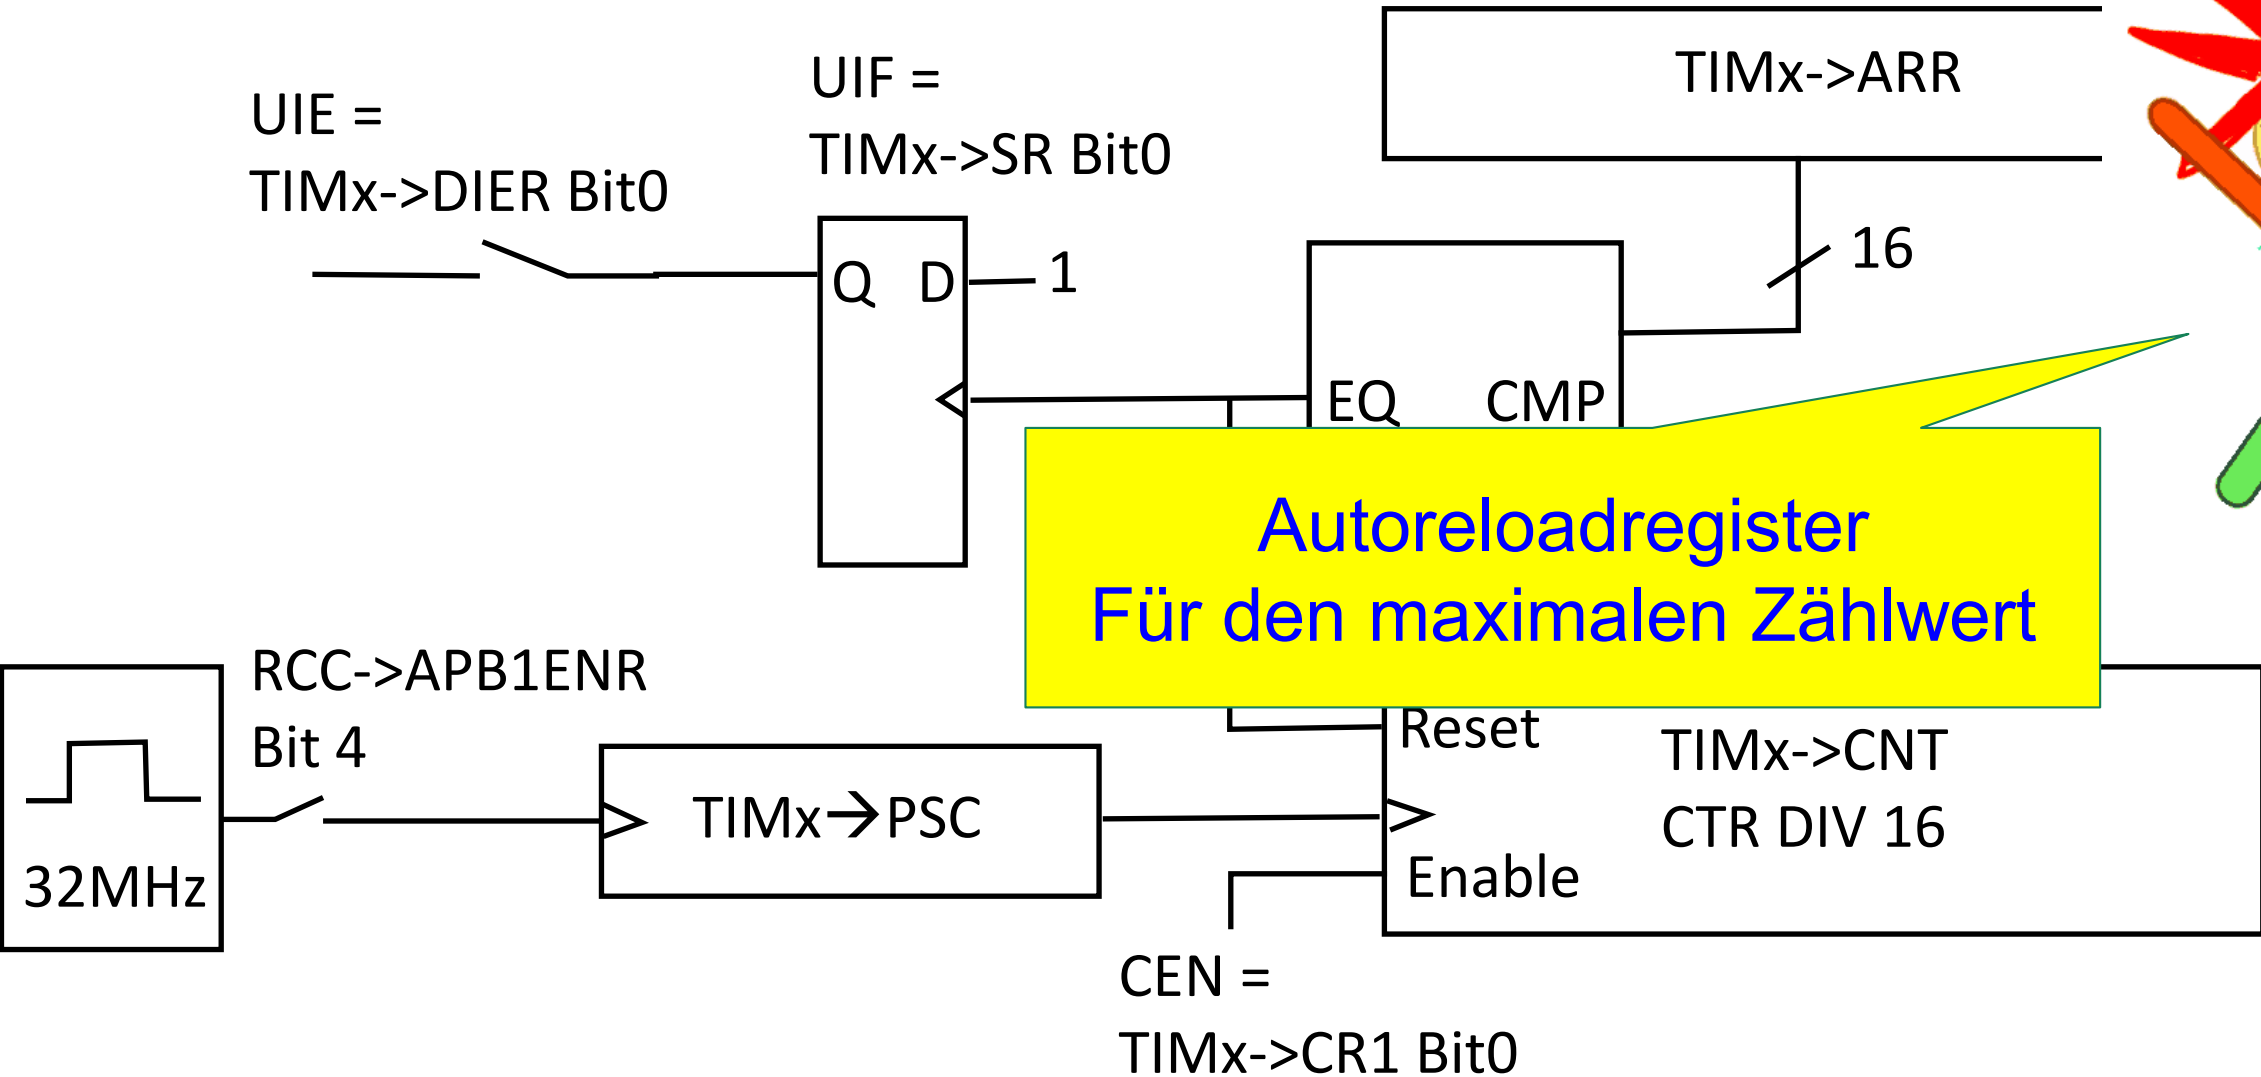 UIE =
TIMx->DIER Bit0
UIF =
TIMx->SR Bit0
TIMx->ARR
Q D
1
16
EQ CMP
Autoreloadregister
Für den maximalen Zählwert
RCC->APB1ENR
Bit 4
32MHz
TIMx→PSC
Reset
TIMx->CNT
CTR DIV 16
Enable
CEN =
TIMx->CR1 Bit0